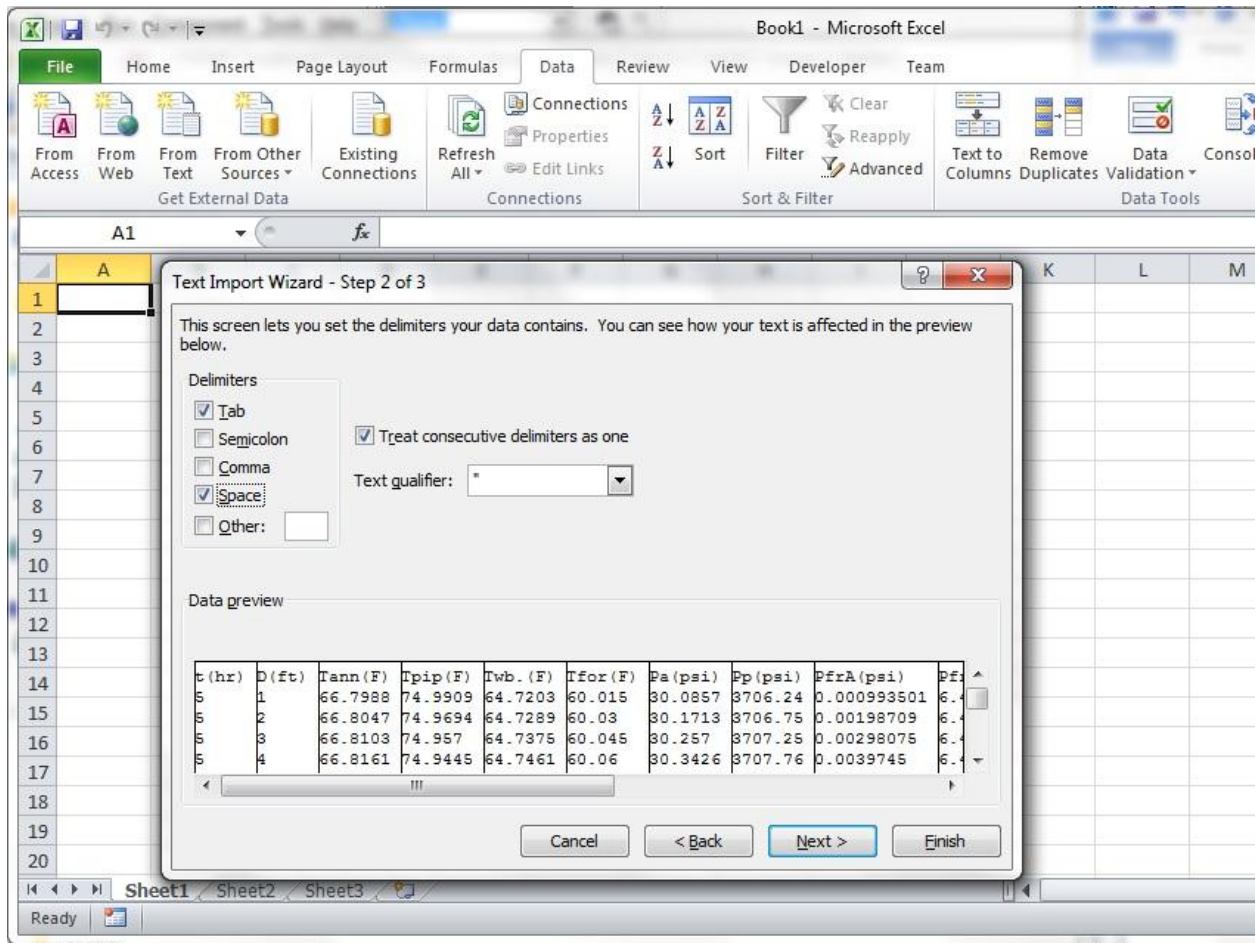 Book1 - Microsoft Excel
File Home Insert Page Layout Formulas Data Review View Developer Team
From Access
From Web
From Text
From Other Sources
Existing Connections
Get External Data
Refresh All
Connections
Properties
Edit Links
Connections
Sort
Filter
Clear
Reapply
Advanced
Sort & Filter
Text to Columns
Remove Duplicates
Data Validation
Consol
Data Tools
A1
fx
A K L M
Text Import Wizard - Step 2 of 3
This screen lets you set the delimiters your data contains. You can see how your text is affected in the preview
below.
Delimiters
Tab
Semicolon
Comma
Space
Other:
Treat consecutive delimiters as one
Text qualifier: "
Data preview
t(hr) D(ft) Tann(F) Tpip(F) Twb.(F) Tfor(F) Pa(psi) Pp(psi) PfrA(psi) Pf
5 1 66.7988 74.9909 64.7203 60.015 30.0857 3706.24 0.000993501 6.4
5 2 66.8047 74.9694 64.7289 60.03 30.1713 3706.75 0.00198709 6.4
5 3 66.8103 74.957 64.7375 60.045 30.257 3707.25 0.00298075 6.4
5 4 66.8161 74.9445 64.7461 60.06 30.3426 3707.76 0.0039745 6.4
Cancel < Back Next > Finish
1
2
3
4
5
6
7
8
9
10
11
12
13
14
15
16
17
18
19
20
Sheet1 Sheet2 Sheet3
Ready